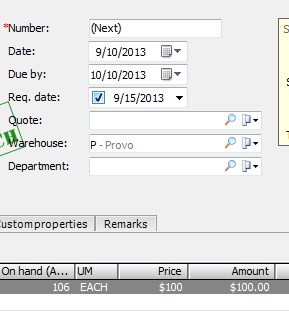 *Number: (Next)
Date: 9/10/2013
Due by: 10/10/2013
Req. date: 9/15/2013
Quote:
Warehouse: P - Provo
Department:
Customproperties Remarks
On hand (A... UM Price Amount
106 EACH $100 $100.00